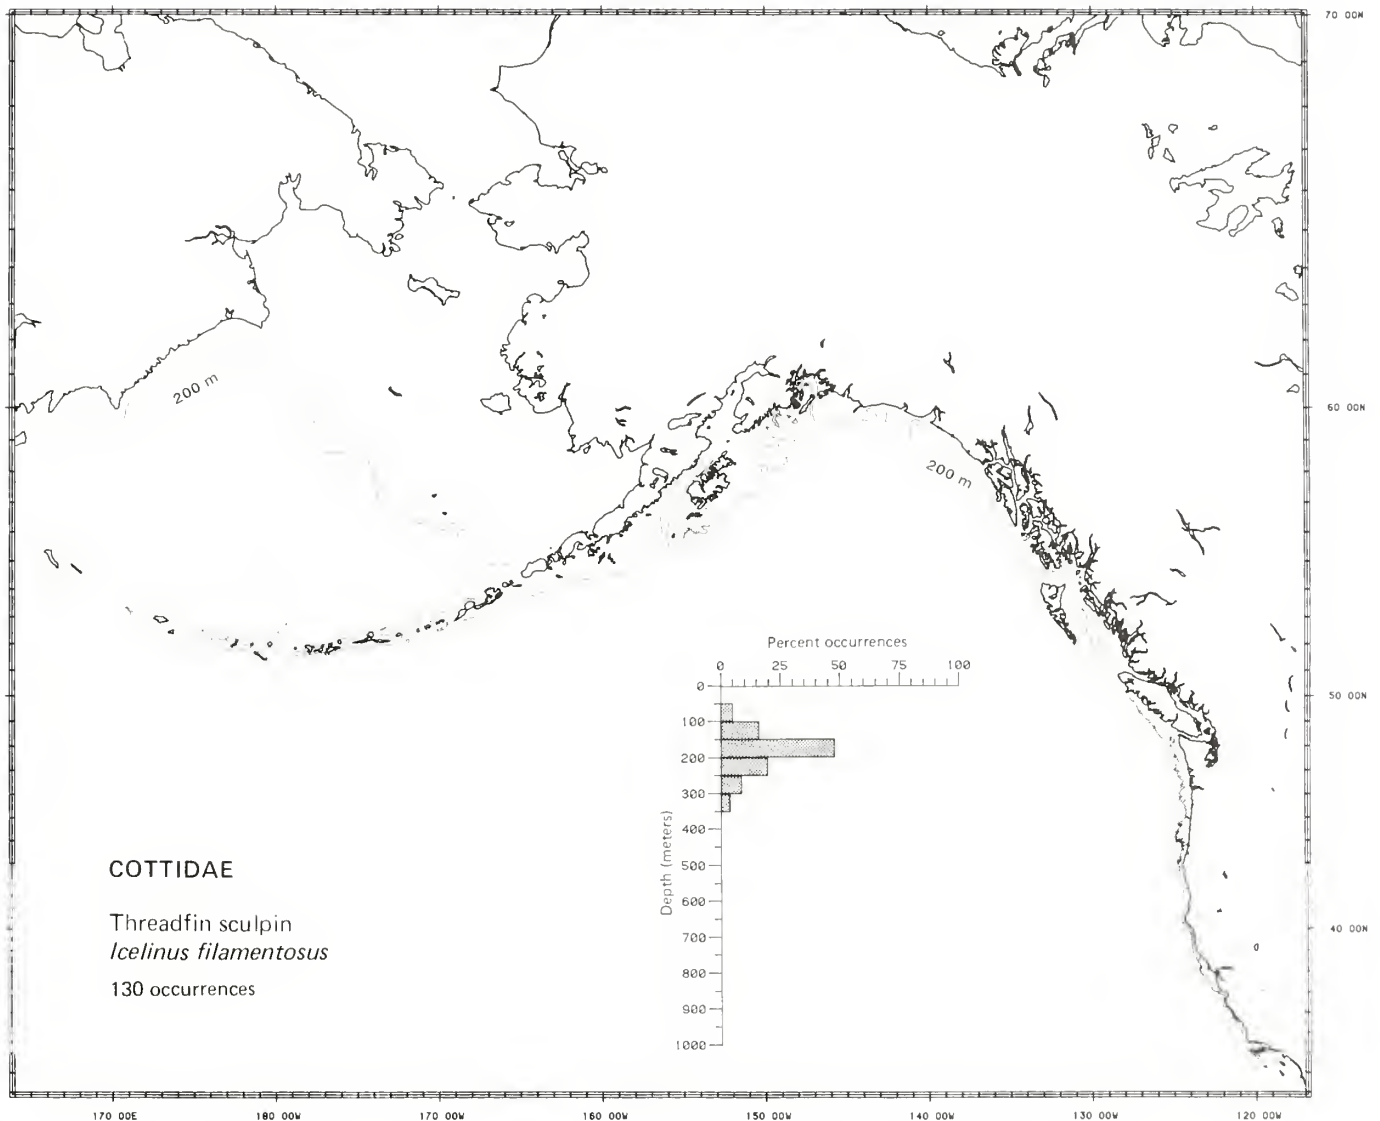 70 00N
200 m
60 00N
200 m
Percent occurrences
0 25 50 75 100
0
50 00N
100
200
300
400
500
600
700
800
900
1000
Depth (meters)
COTTIDAE
Threadfin sculpin
Icelinus filamentosus
130 occurrences
40 00N
170 00E 180 00W 170 00W 160 00W 150 00W 140 00W 130 00W 120 00W